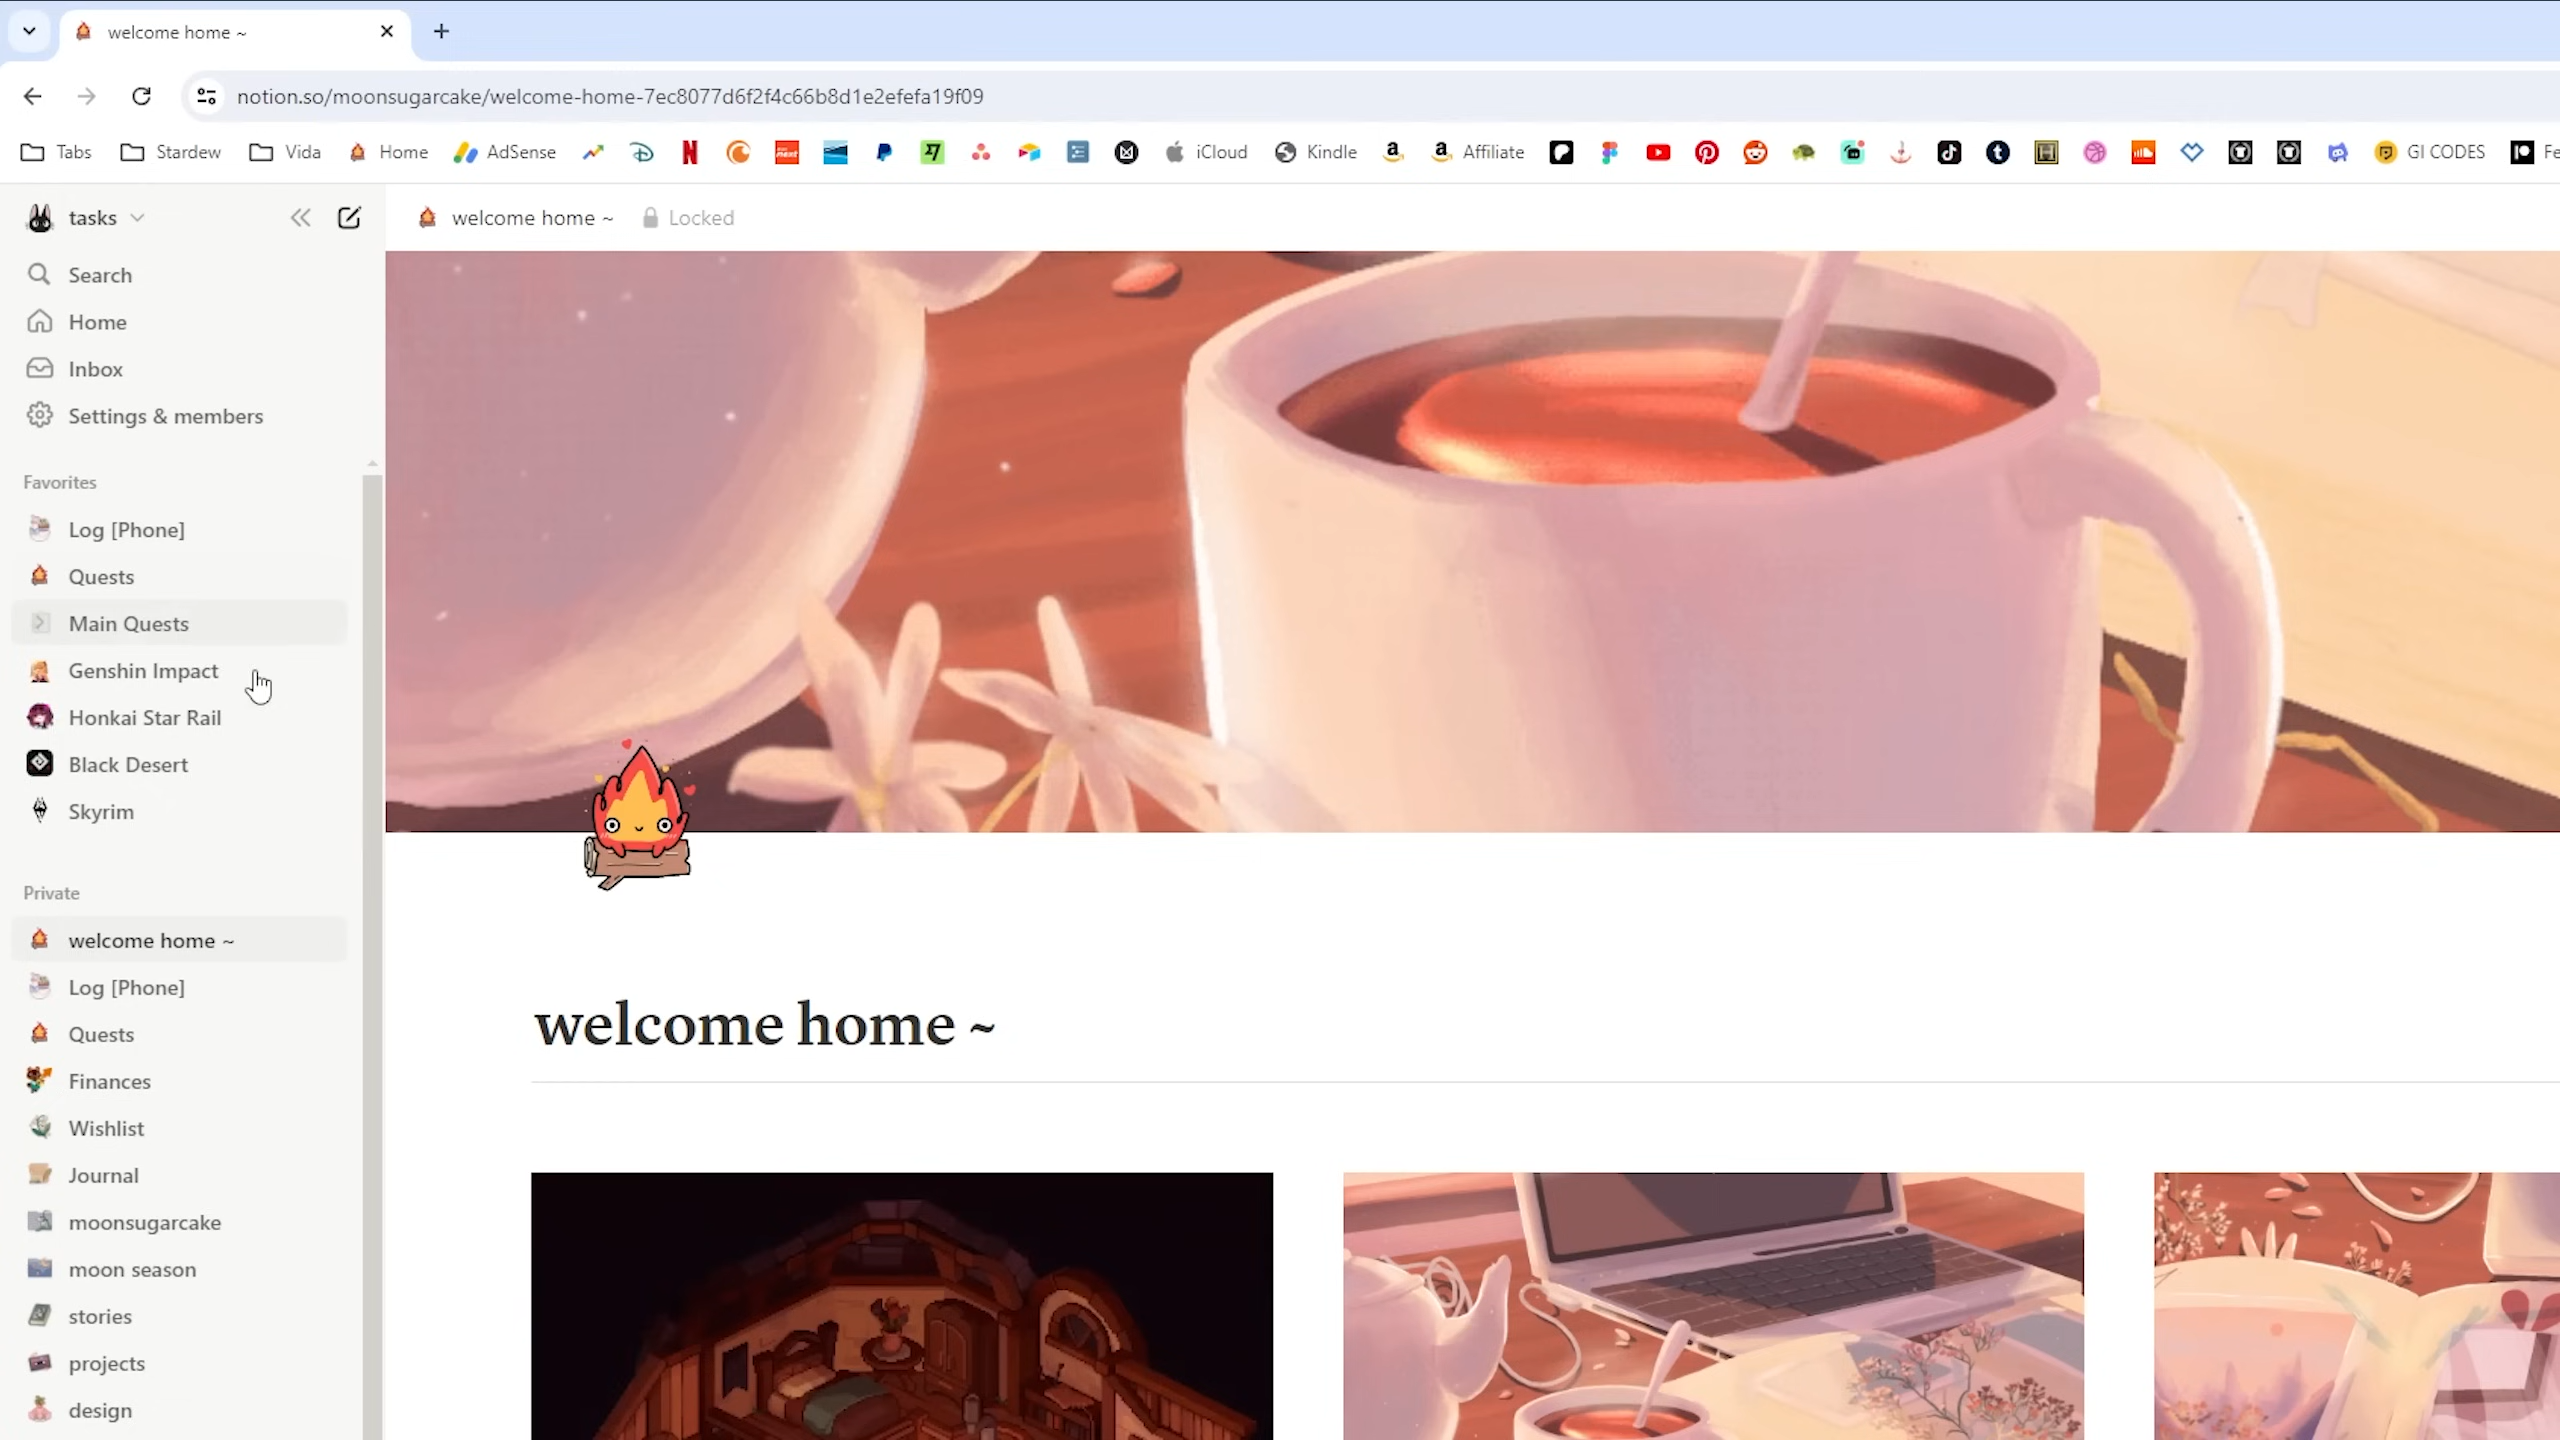 welcome home ~
notion.so/moonsugarcake/welcome-home-7ec8077d6f2f4c66b8d1e2efefa19f09
Tabs Stardew Vida Home AdSense iCloud Kindle Affiliate GI CODES Fe
tasks
welcome home ~ Locked
Search
Home
Inbox
Settings & members
Favorites
Log [Phone]
Quests
Main Quests
Genshin Impact
Honkai Star Rail
Black Desert
Skyrim
Private
welcome home ~
Log [Phone]
Quests
Finances
Wishlist
Journal
moonsugarcake
moon season
stories
projects
design
welcome home ~